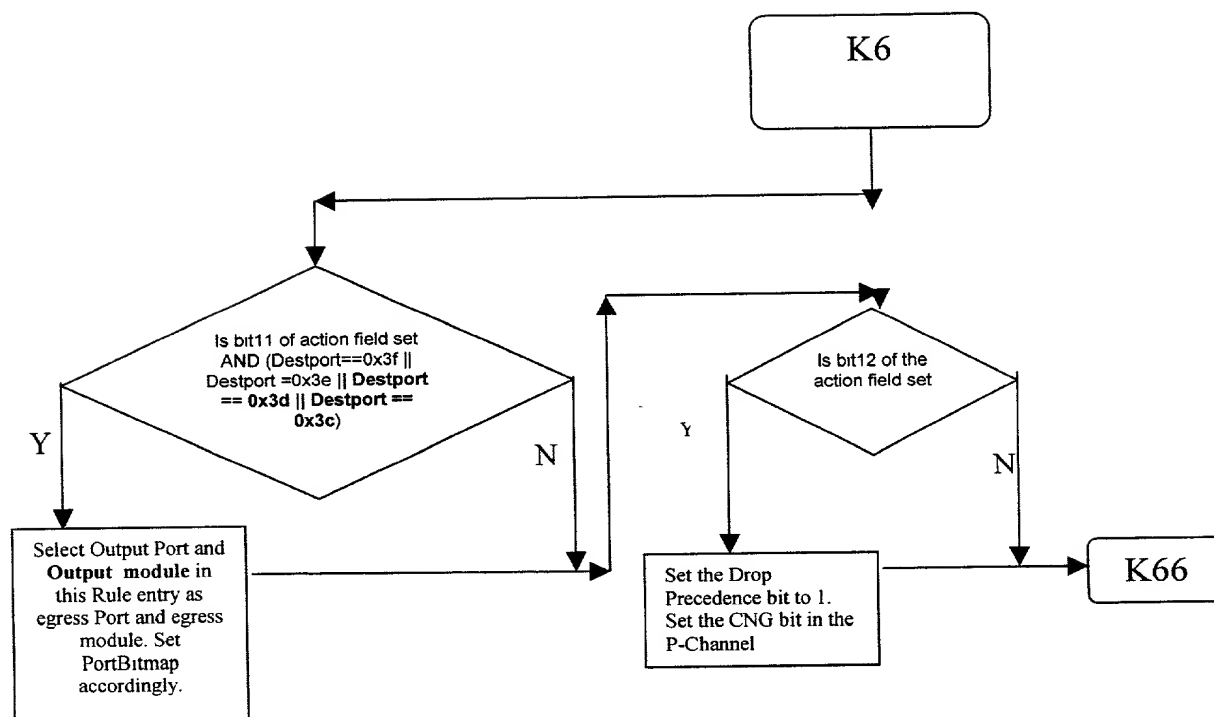 K6
Is bit11 of action field set
AND (Destport==0x3f ||
Destport =0x3e || Destport
== 0x3d || Destport ==
0x3c)
Y
N
Select Output Port and
Output module in
this Rule entry as
egress Port and egress
module. Set
PortBitmap
accordingly.
Is bit12 of the
action field set
Y
N
Set the Drop
Precedence bit to 1.
Set the CNG bit in the
P-Channel
K66